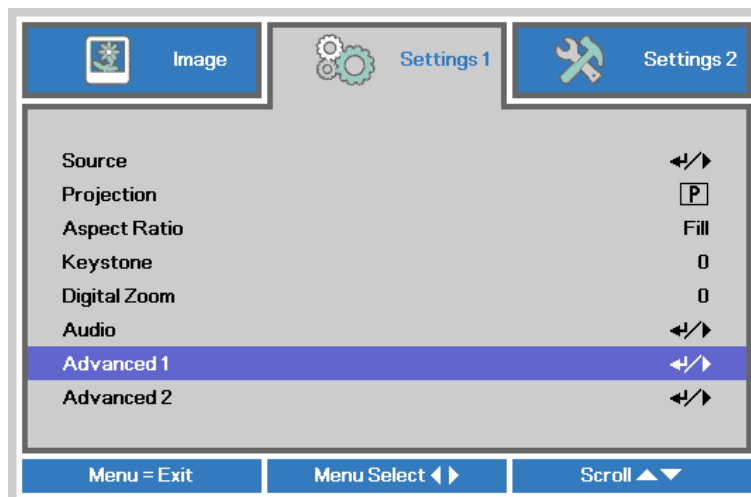 Image Settings 1 Settings 2
Source ↵/▶
Projection P
Aspect Ratio Fill
Keystone 0
Digital Zoom 0
Audio ↵/▶
Advanced 1 ↵/▶
Advanced 2 ↵/▶
Menu = Exit Menu Select ◀▶ Scroll ▲▼